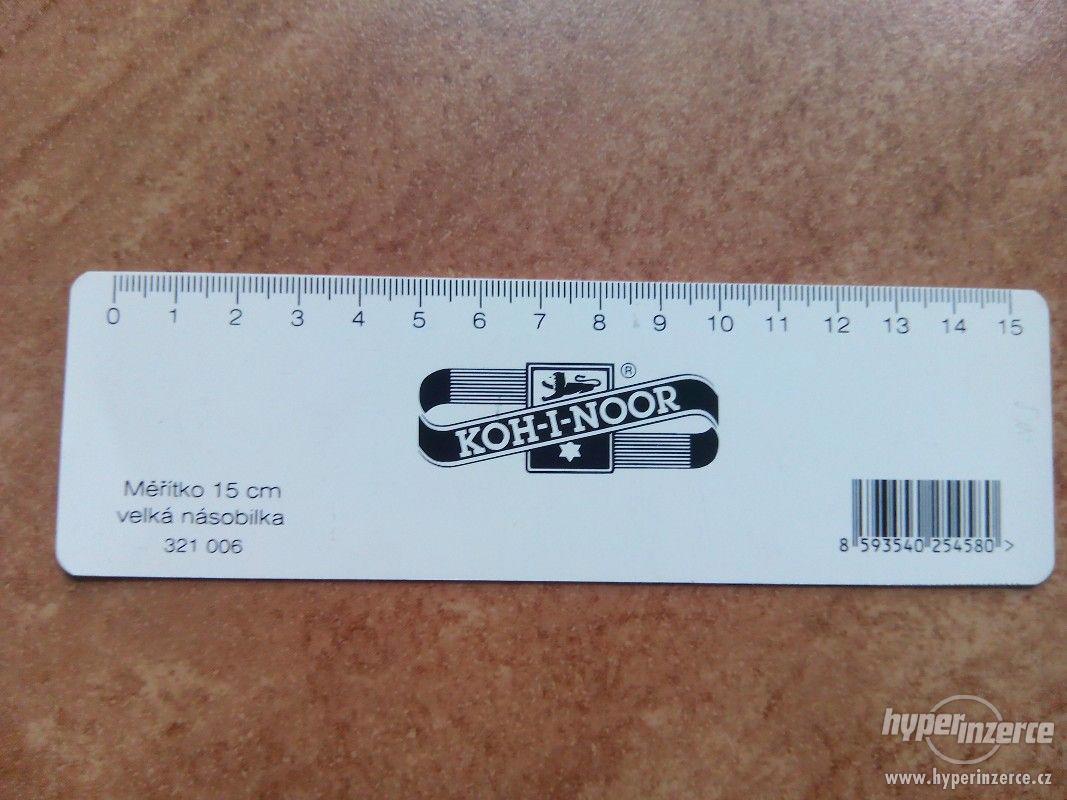 0 1 2 3 4 5 6 7 8 9 10 11 12 13 14 15
®
KOH-I-NOOR
Měřítko 15 cm
velká násobilka
321 006
8 593540 254580 >
hyperinzerce
www.hyperinzerce.cz